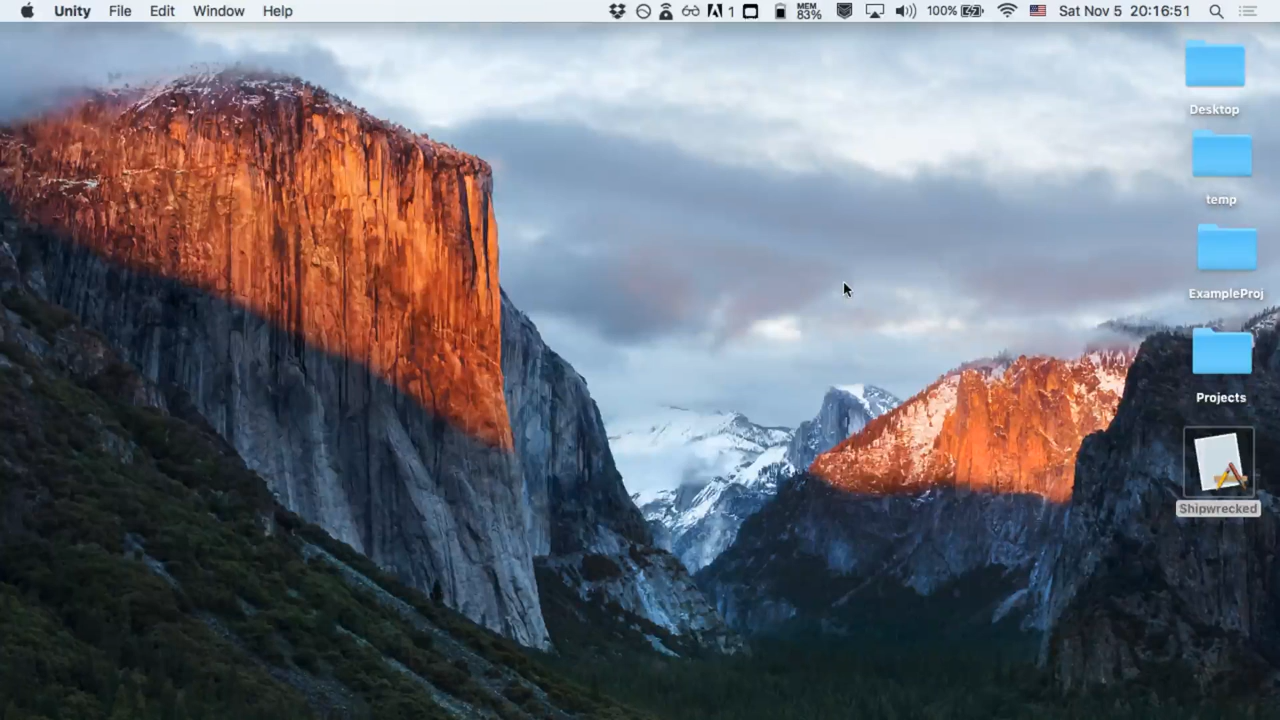 Unity File Edit Window Help 1 MEM 83% 100% Sat Nov 5 20:16:51
Desktop
temp
ExampleProj
Projects
Shipwrecked